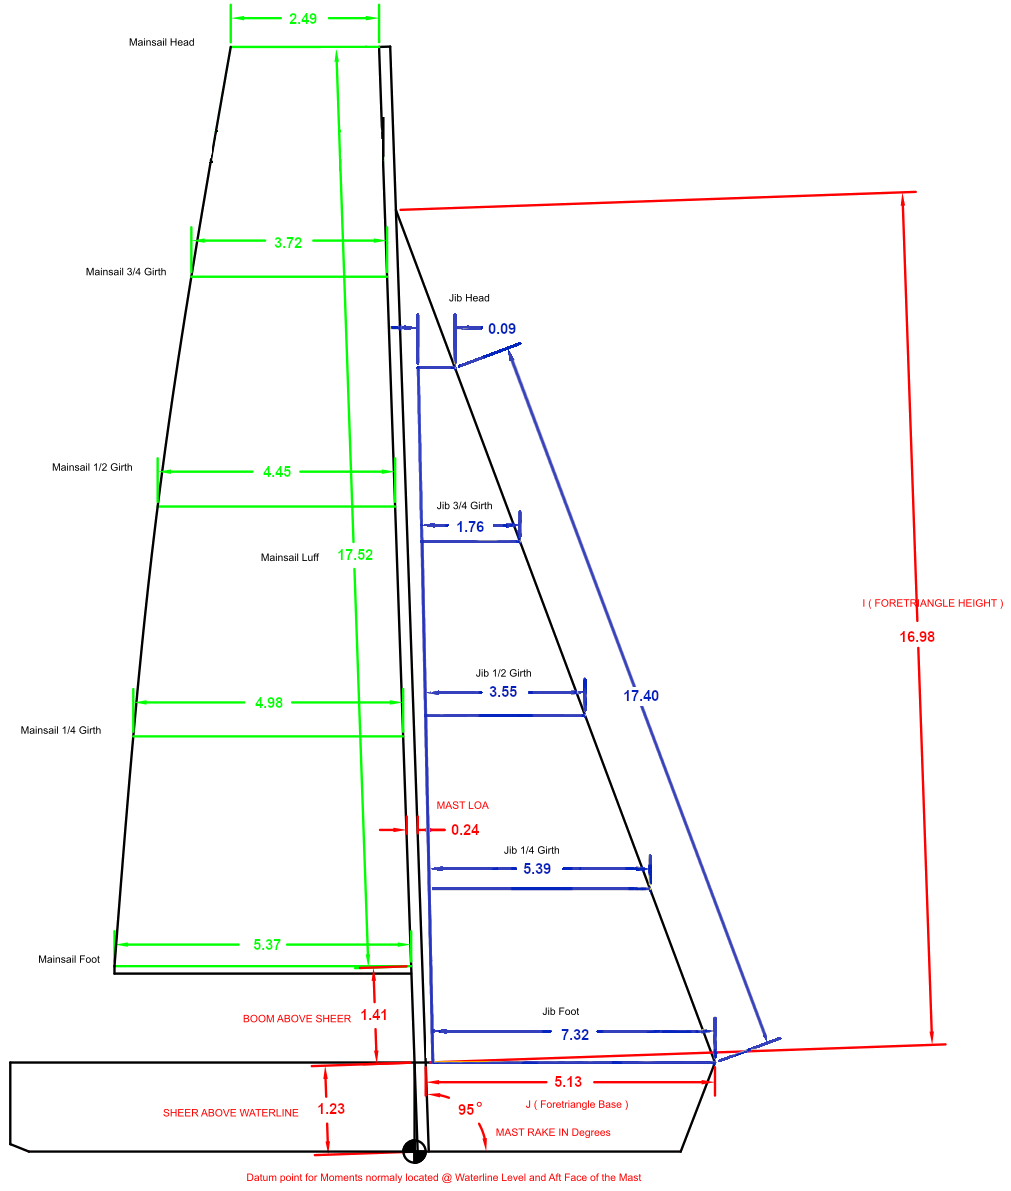 2.49
Mainsail Head
3.72
Mainsail 3/4 Girth
Jib Head
0.09
Mainsail 1/2 Girth
4.45
Jib 3/4 Girth
1.76
Mainsail Luff
17.52
I ( FORETRIANGLE HEIGHT )
16.98
Jib 1/2 Girth
3.55
17.40
4.98
Mainsail 1/4 Girth
MAST LOA
0.24
Jib 1/4 Girth
5.39
5.37
Mainsail Foot
BOOM ABOVE SHEER
1.41
Jib Foot
7.32
5.13
J ( Foretriangle Base )
SHEER ABOVE WATERLINE
1.23
95°
MAST RAKE IN Degrees
Datum point for Moments normaly located @ Waterline Level and Aft Face of the Mast